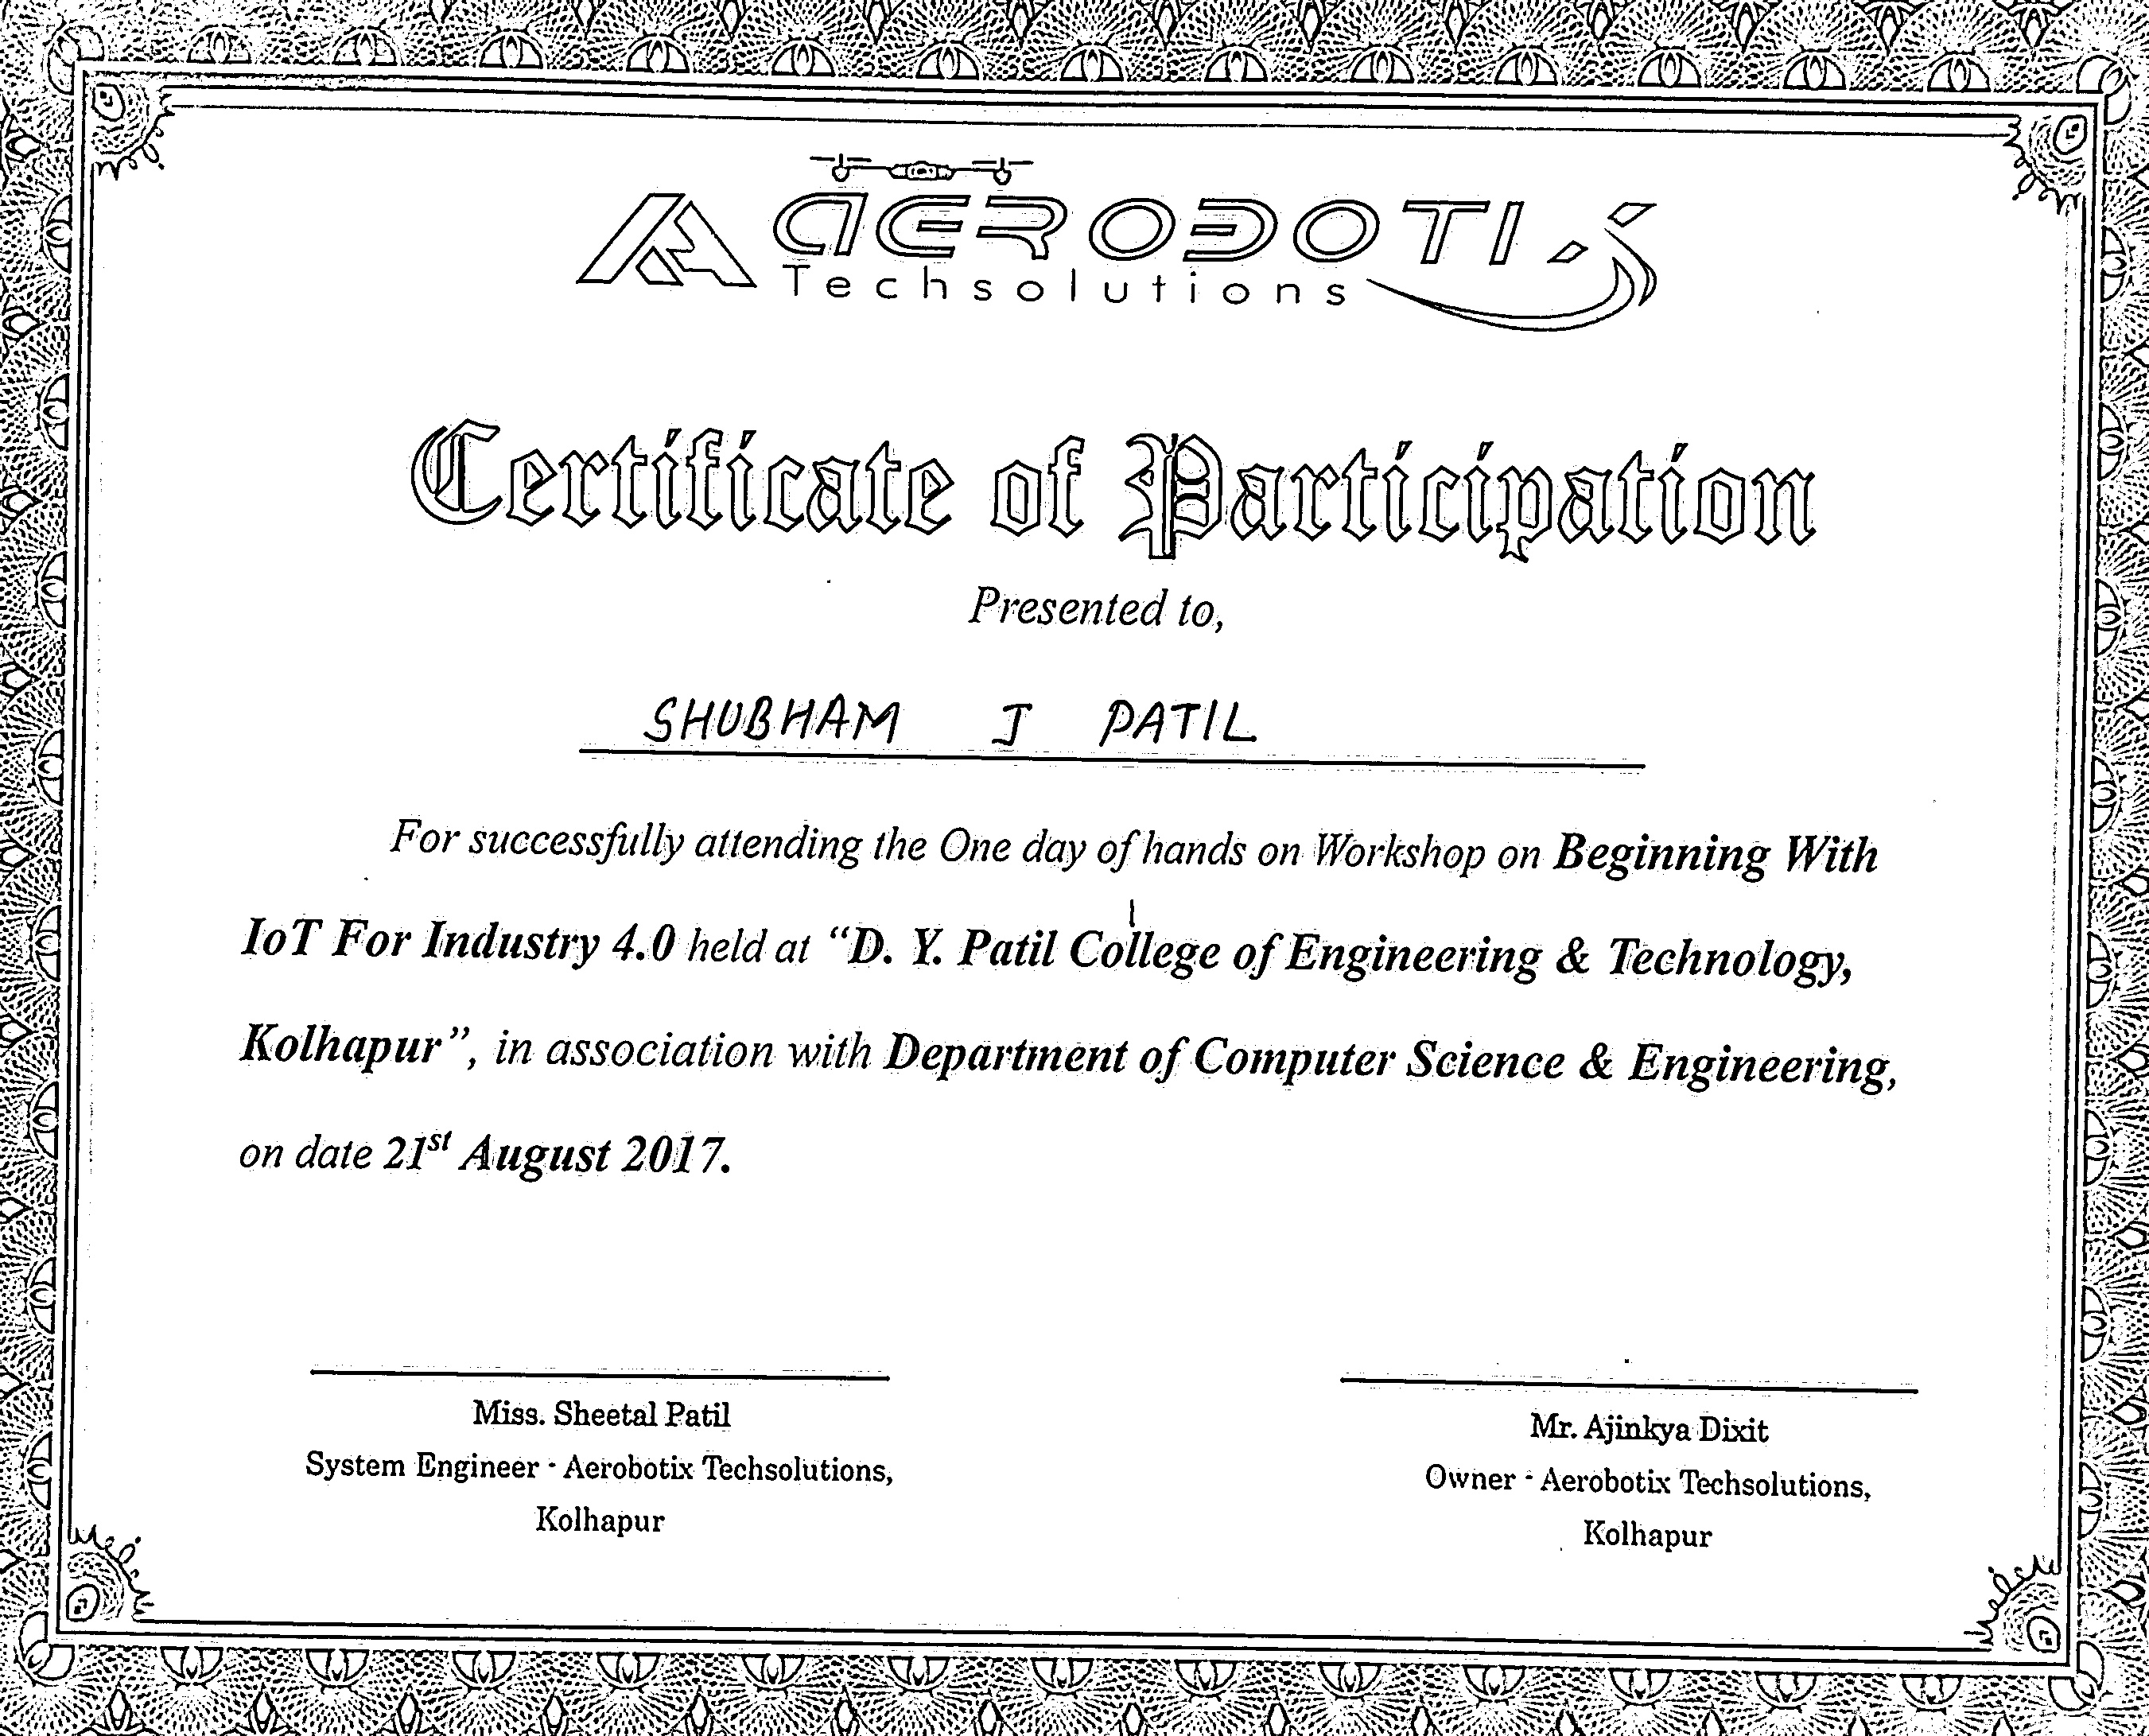 AEROBOTIX
Techsolutions
Certificate of Participation
Presented to,
SHUBHAM J PATIL
For successfully attending the One day of hands on Workshop on Beginning With
IoT For Industry 4.0 held at “D. Y. Patil College of Engineering & Technology,
Kolhapur”, in association with Department of Computer Science & Engineering,
on date 21st August 2017.
Miss. Sheetal Patil
System Engineer - Aerobotix Techsolutions,
Kolhapur
Mr. Ajinkya Dixit
Owner - Aerobotix Techsolutions,
Kolhapur